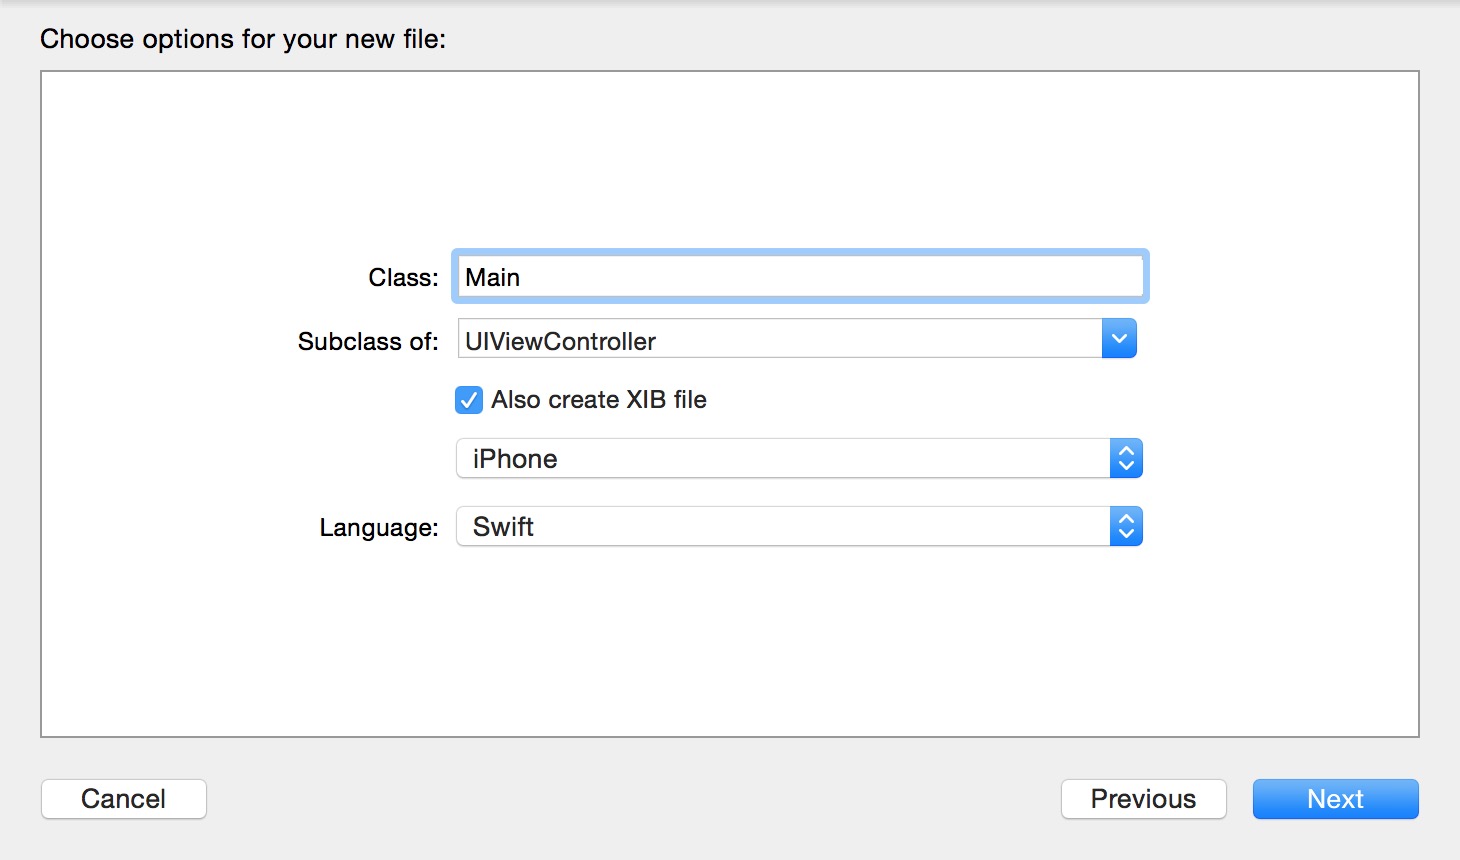 Choose options for your new file:
Class: Main
Subclass of: UIViewController
Also create XIB file
iPhone
Language: Swift
Cancel Previous Next